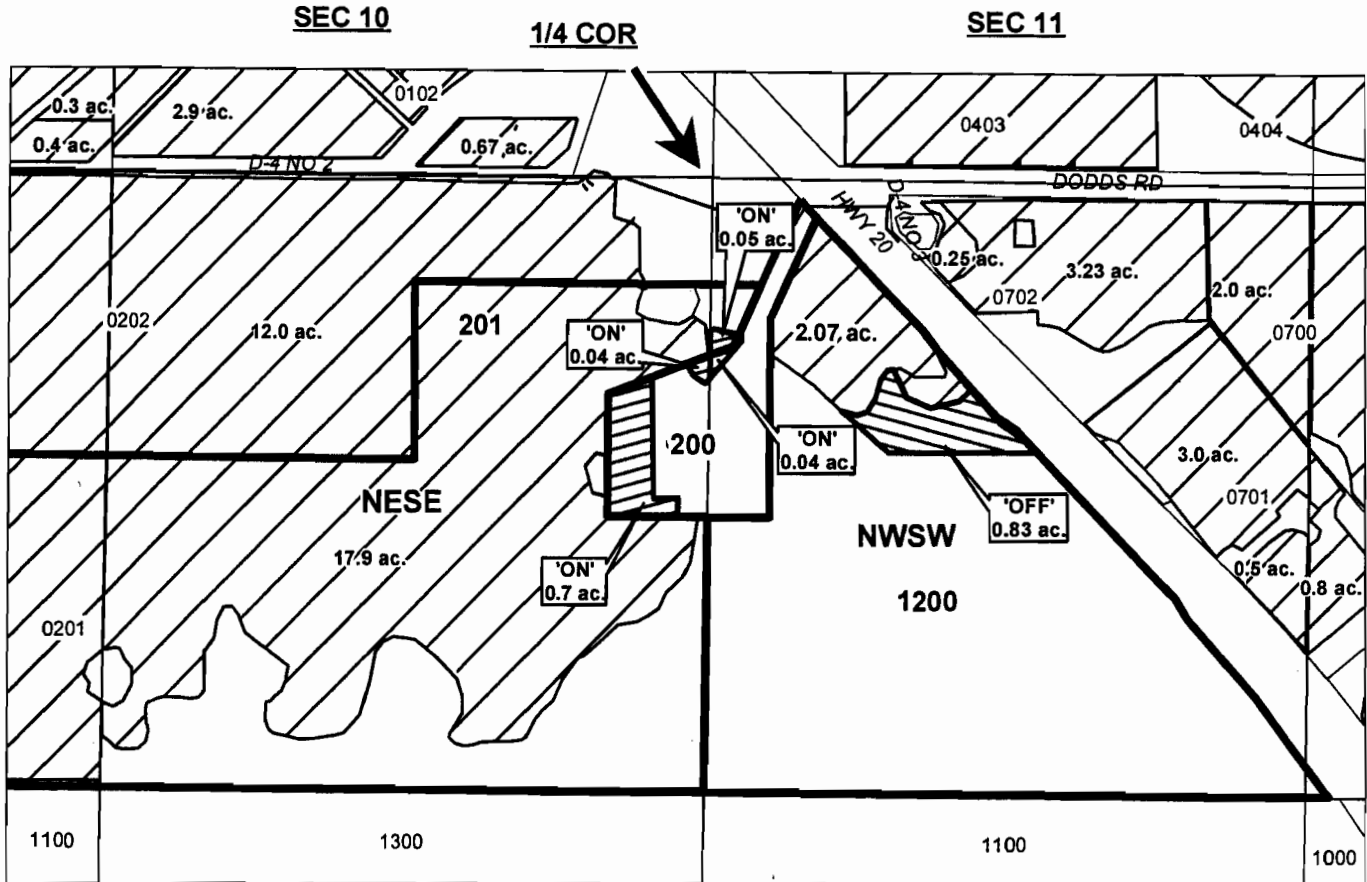 SEC 10
1/4 COR
SEC 11
0.3 ac.
2.9 ac.
0102
0.4 ac.
0.67 ac.
0403
0404
D-4 NO 2
DODDS RD
HWY 20
D-4 NO 3
'ON'
0.05 ac.
0.25 ac.
3.23 ac.
0702
2.0 ac.
0202
12.0 ac.
201
'ON'
0.04 ac.
2.07 ac.
0700
200
'ON'
0.04 ac.
3.0 ac.
0701
NESE
'OFF'
0.83 ac.
NWSW
17.9 ac.
'ON'
0.7 ac.
0.5 ac.
0.8 ac.
1200
0201
1100
1300
1100
1000